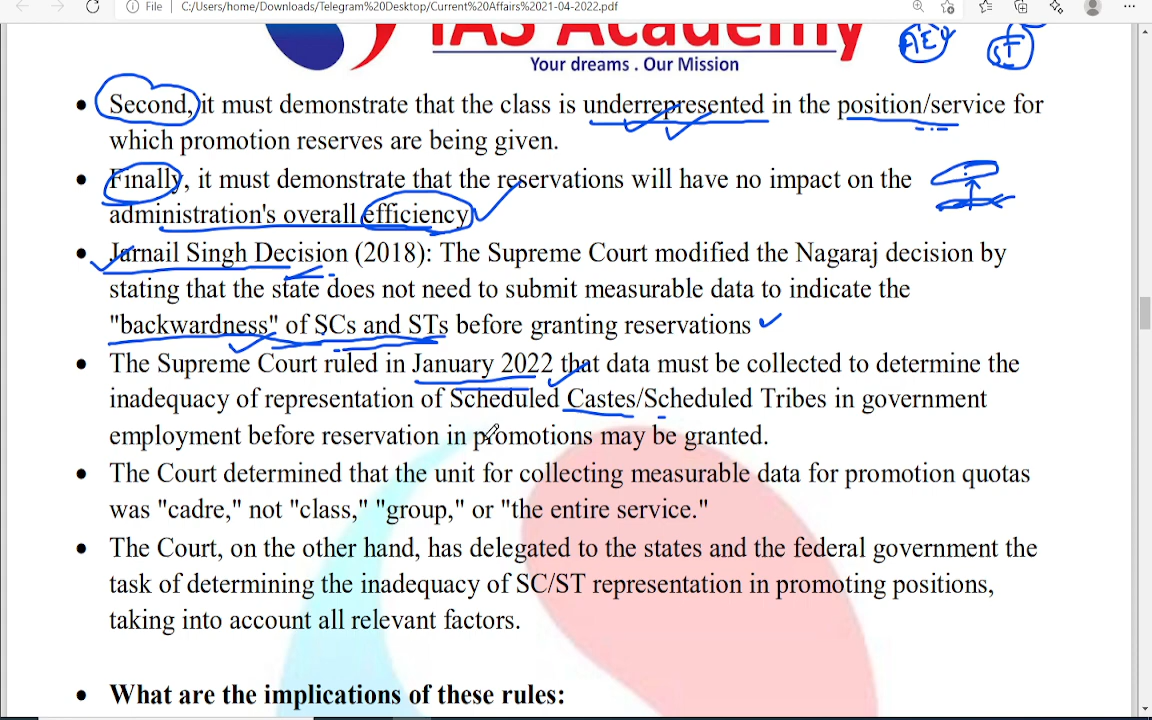 File
C:/Users/home/Downloads/Telegram%20Desktop/Current%20Affairs%2021-04-2022.pdf
IAS Academy
Your dreams . Our Mission
• Second, it must demonstrate that the class is underrepresented in the position/service for
which promotion reserves are being given.
• Finally, it must demonstrate that the reservations will have no impact on the
administration's overall efficiency
• Jarnail Singh Decision (2018): The Supreme Court modified the Nagaraj decision by
stating that the state does not need to submit measurable data to indicate the
"backwardness" of SCs and STs before granting reservations
• The Supreme Court ruled in January 2022 that data must be collected to determine the
inadequacy of representation of Scheduled Castes/Scheduled Tribes in government
employment before reservation in promotions may be granted.
• The Court determined that the unit for collecting measurable data for promotion quotas
was "cadre," not "class," "group," or "the entire service."
• The Court, on the other hand, has delegated to the states and the federal government the
task of determining the inadequacy of SC/ST representation in promoting positions,
taking into account all relevant factors.
• What are the implications of these rules: